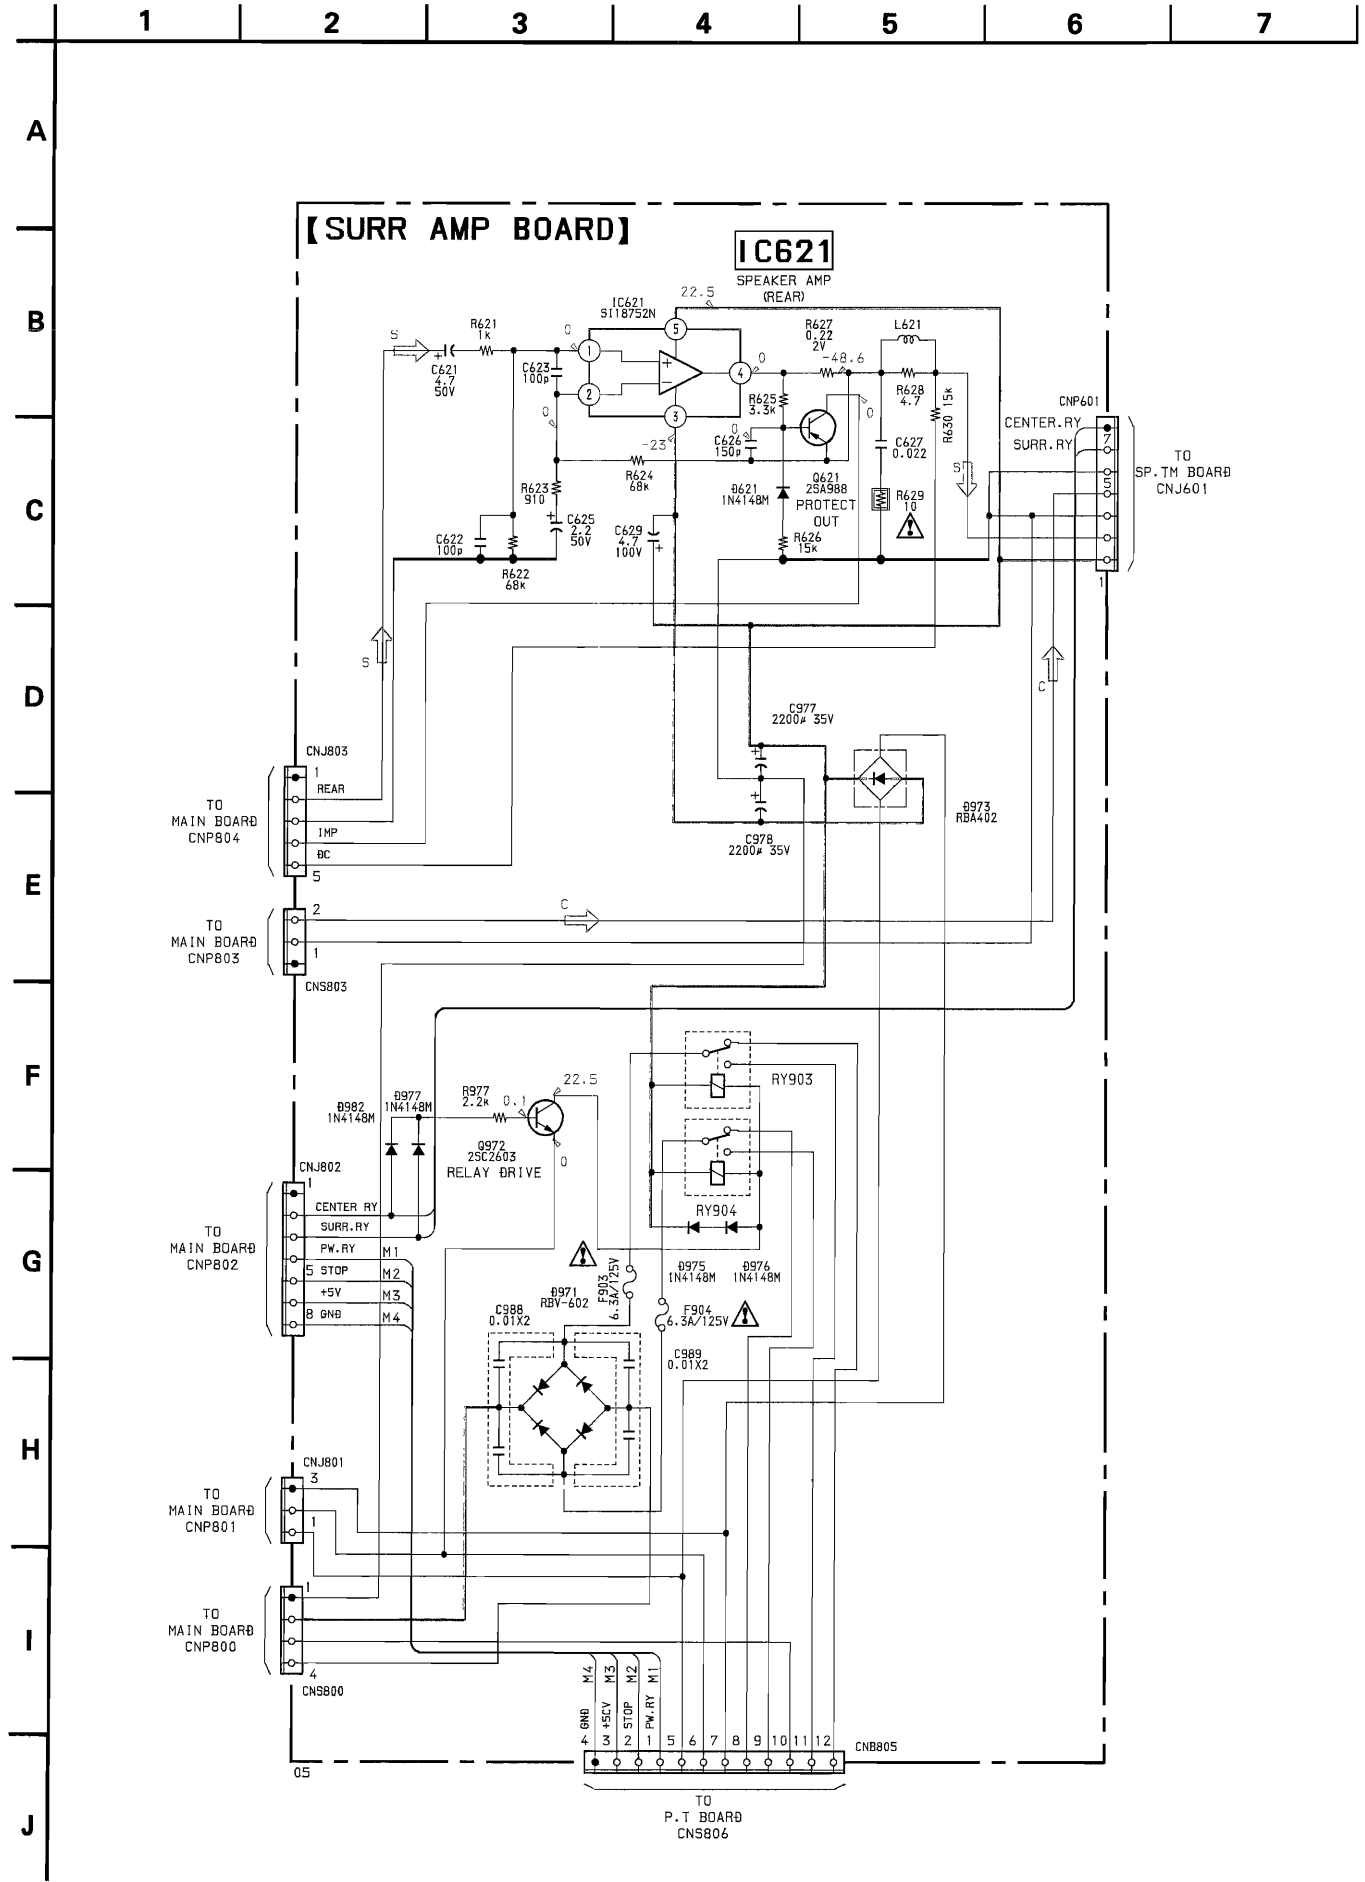 1 2 3 4 5 6 7
A
B
C
D
E
F
G
H
I
J
【SURR AMP BOARD】
IC621
SPEAKER AMP
(REAR)
22.5
IC621
SI18752N
5
1
2
3
4
+
−
0
S
R621
1k
+
C621
4.7
50V
C623
100p
0
0
R627
0.22
2V
-48.6
L621
R628
4.7
R630 15k
R625
3.3k
0
-23
0
C626
150p
R624
68k
R623
910
+
C625
2.2
50V
C622
100p
R622
68k
C629
4.7
100V
+
D621
1N4148M
Q621
2SA988
PROTECT
OUT
R626
15k
C627
0.022
R629
10
!
S
CNP601
CENTER.RY
SURR.RY
7
5
1
TO
SP.TM BOARD
CNJ601
S
C
C977
2200µ 35V
+
+
C978
2200µ 35V
D973
RBA402
CNJ803
1
REAR
IMP
DC
5
TO
MAIN BOARD
CNP804
2
1
CNS803
TO
MAIN BOARD
CNP803
C
RY903
RY904
D982
1N4148M
D977
1N4148M
R977
2.2k
0.1
22.5
0
Q972
2SC2603
RELAY DRIVE
CNJ802
1
CENTER RY
SURR.RY
PW.RY M1
5 STOP M2
+5V M3
8 GND M4
TO
MAIN BOARD
CNP802
!
D971
RBV-602
F903
6.3A/125V
D975
1N4148M
D976
1N4148M
F904
6.3A/125V
!
C988
0.01X2
C989
0.01X2
CNJ801
3
1
TO
MAIN BOARD
CNP801
1
4
CNS800
TO
MAIN BOARD
CNP800
M4 M3 M2 M1
GND +5CV STOP PW.RY
4 3 2 1 5 6 7 8 9 10 11 12
CNB805
05
TO
P.T BOARD
CNS806